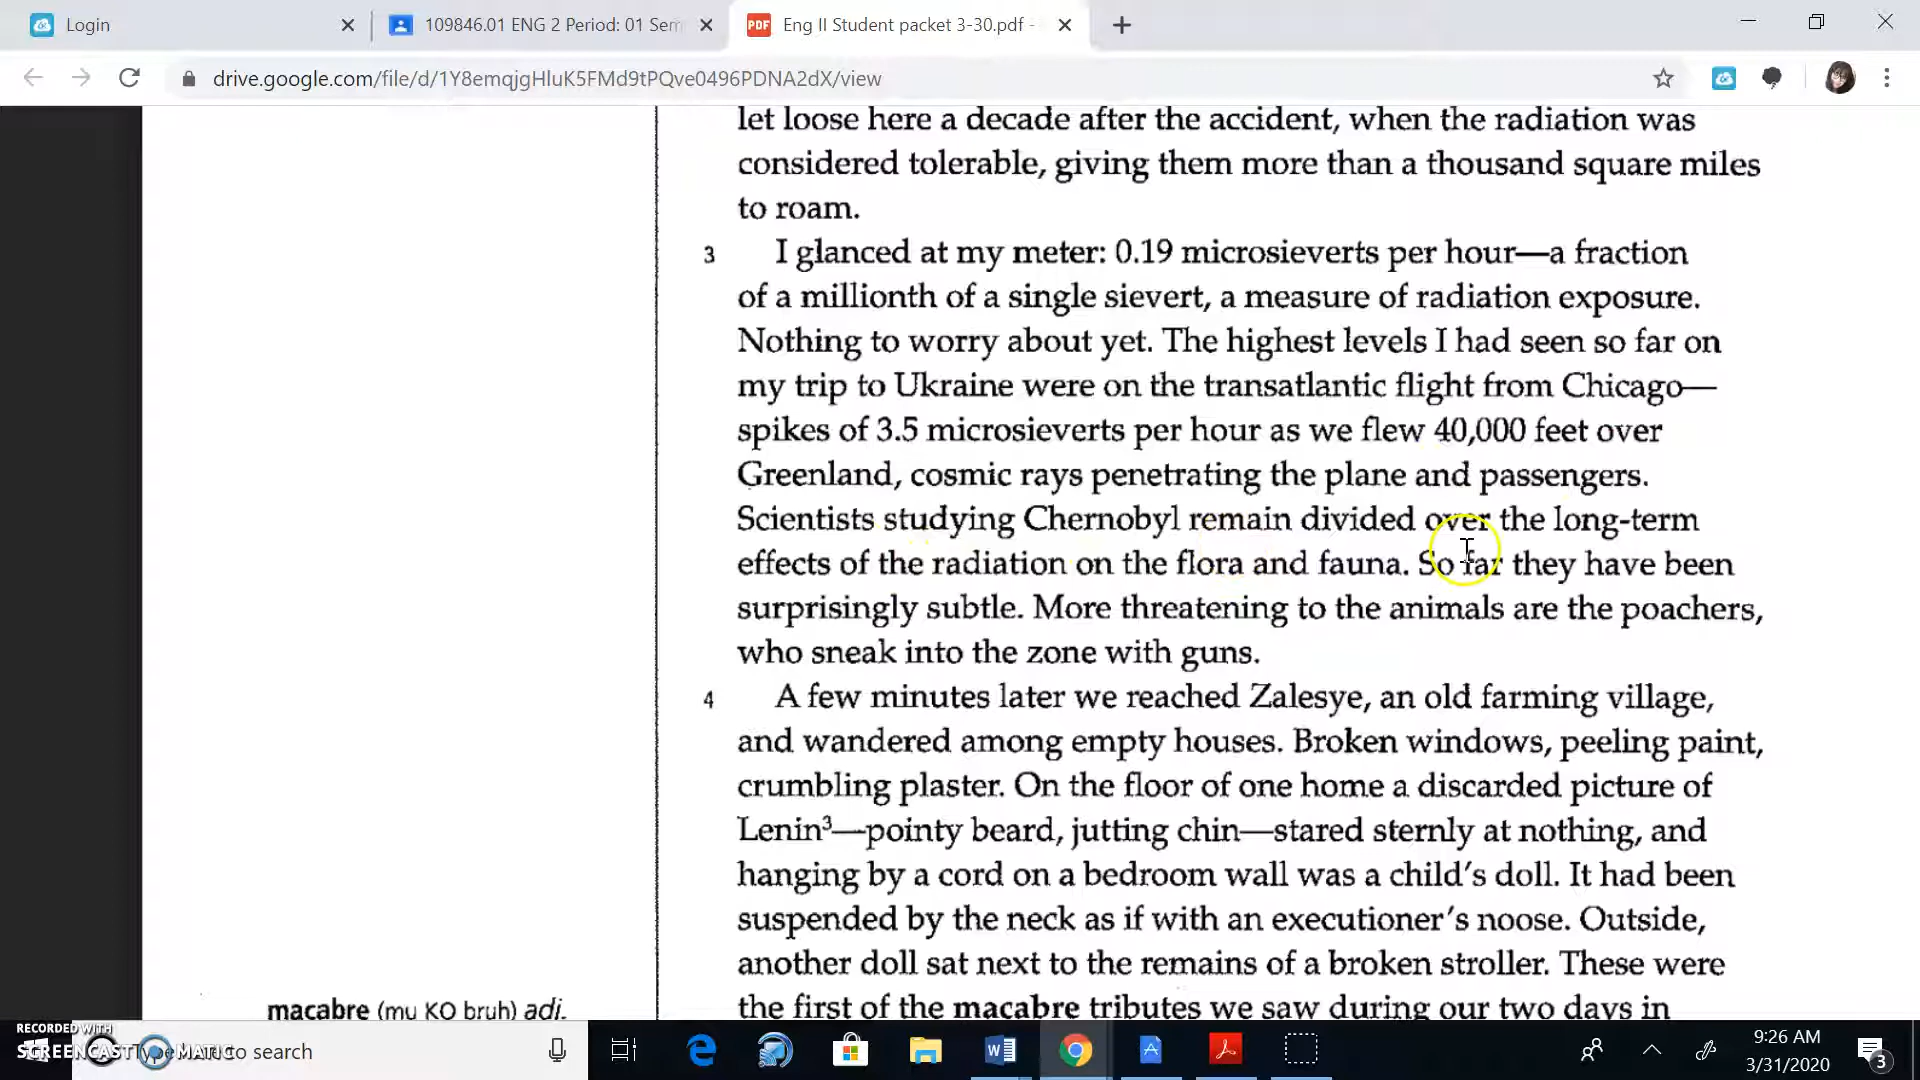 Login
109846.01 ENG 2 Period: 01 Sem
PDF
Eng II Student packet 3-30.pdf -
drive.google.com/file/d/1Y8emqjgHluK5FMd9tPQve0496PDNA2dX/view
let loose here a decade after the accident, when the radiation was
considered tolerable, giving them more than a thousand square miles
to roam.
3 I glanced at my meter: 0.19 microsieverts per hour—a fraction
of a millionth of a single sievert, a measure of radiation exposure.
Nothing to worry about yet. The highest levels I had seen so far on
my trip to Ukraine were on the transatlantic flight from Chicago—
spikes of 3.5 microsieverts per hour as we flew 40,000 feet over
Greenland, cosmic rays penetrating the plane and passengers.
Scientists studying Chernobyl remain divided over the long-term
effects of the radiation on the flora and fauna. So far they have been
surprisingly subtle. More threatening to the animals are the poachers,
who sneak into the zone with guns.
4 A few minutes later we reached Zalesye, an old farming village,
and wandered among empty houses. Broken windows, peeling paint,
crumbling plaster. On the floor of one home a discarded picture of
Lenin³—pointy beard, jutting chin—stared sternly at nothing, and
hanging by a cord on a bedroom wall was a child's doll. It had been
suspended by the neck as if with an executioner's noose. Outside,
another doll sat next to the remains of a broken stroller. These were
the first of the macabre tributes we saw during our two days in
macabre (mu KO bruh) adj.
RECORDED WITH
SCREENCAST MATIC
to search
9:26 AM
3/31/2020
3